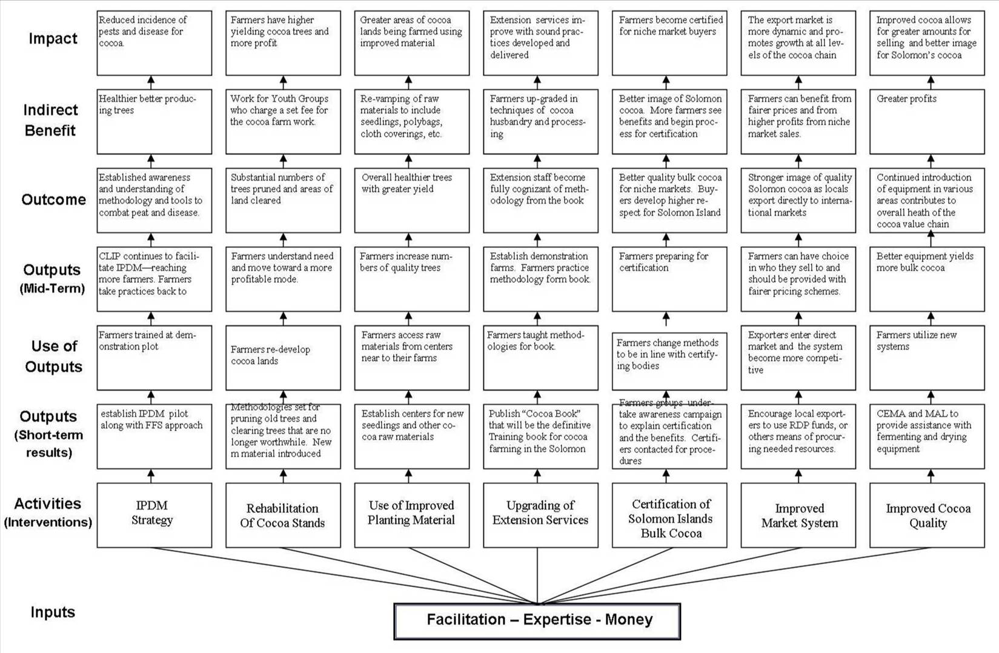 Impact
Reduced incidence of
pests and disease for
cocoa.
Farmers have higher
yielding cocoa trees and
more profit
Greater areas of cocoa
lands being farmed using
improved material
Extension services im-
prove with sound prac-
tices developed and
delivered
Farmers become certified
for niche market buyers
The export market is
more dynamic and pro-
motes growth at all lev-
els of the cocoa chain
Improved cocoa allows
for greater amounts for
selling and better image
for Solomon's cocoa
Indirect
Benefit
Healthier better produc-
ing trees
Work for Youth Groups
who charge a set fee for
the cocoa farm work.
Re-vamping of raw
materials to include
seedlings, polybags,
cloth coverings, etc.
Farmers up-graded in
techniques of cocoa
husbandry and process-
ing
Better image of Solomon
cocoa. More farmers see
benefits and begin proc-
ess for certification
Farmers can benefit from
fairer prices and from
higher profits from niche
market sales.
Greater profits
Outcome
Established awareness
and understanding of
methodology and tools to
combat peat and disease.
Substantial numbers of
trees pruned and areas of
land cleared
Overall healthier trees
with greater yield
Extension staff become
fully cognizant of meth-
odology from the book
Better quality bulk cocoa
for niche markets. Buy-
ers develop higher re-
spect for Solomon Island
Stronger image of quality
Solomon cocoa as locals
export directly to interna-
tional markets
Continued introduction
of equipment in various
areas contributes to
overall heath of the
cocoa value chain
Outputs
(Mid-Term)
CLIP continues to facili-
tate IPDM—reaching
more farmers. Farmers
take practices back to
Farmers understand need
and move toward a more
profitable mode.
Farmers increase num-
bers of quality trees
Establish demonstration
farms. Farmers practice
methodology form book.
Farmers preparing for
certification
Farmers can have choice
in who they sell to and
should be provided with
fairer pricing schemes.
Better equipment yields
more bulk cocoa
Use of
Outputs
Farmers trained at dem-
onstration plot
Farmers re-develop
cocoa lands
Farmers access raw
materials from centers
near to their farms
Farmers taught method-
ologies for book.
Farmers change methods
to be in line with certify-
ing bodies
Exporters enter direct
market and the system
become more competi-
tive
Farmers utilize new
systems
Outputs
(Short-term
results)
establish IPDM pilot
along with FFS approach
Methodologies set for
pruning old trees and
clearing trees that are no
longer worthwhile. New
m material introduced
Establish centers for new
seedlings and other co-
coa raw materials
Publish “Cocoa Book”
that will be the definitive
Training book for cocoa
farming in the Solomon
Farmers groups under-
take awareness campaign
to explain certification
and the benefits. Certifi-
ers contacted for proce-
dures
Encourage local export-
ers to use RDP funds, or
others means of procur-
ing needed resources.
CEMA and MAL to
provide assistance with
fermenting and drying
equipment
Activities
(Interventions)
IPDM
Strategy
Rehabilitation
Of Cocoa Stands
Use of Improved
Planting Material
Upgrading of
Extension Services
Certification of
Solomon Islands
Bulk Cocoa
Improved
Market System
Improved Cocoa
Quality
Inputs
Facilitation – Expertise - Money